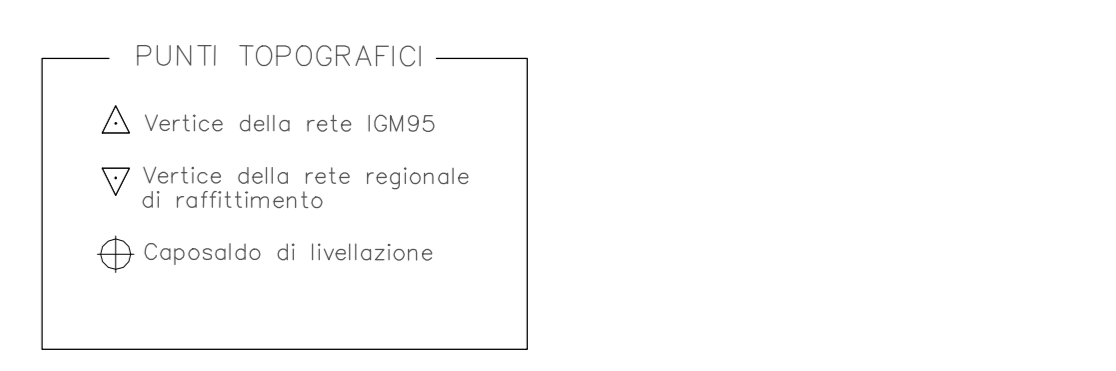 PUNTI TOPOGRAFICI
Vertice della rete IGM95
Vertice della rete regionale
di raffittimento
Caposaldo di livellazione